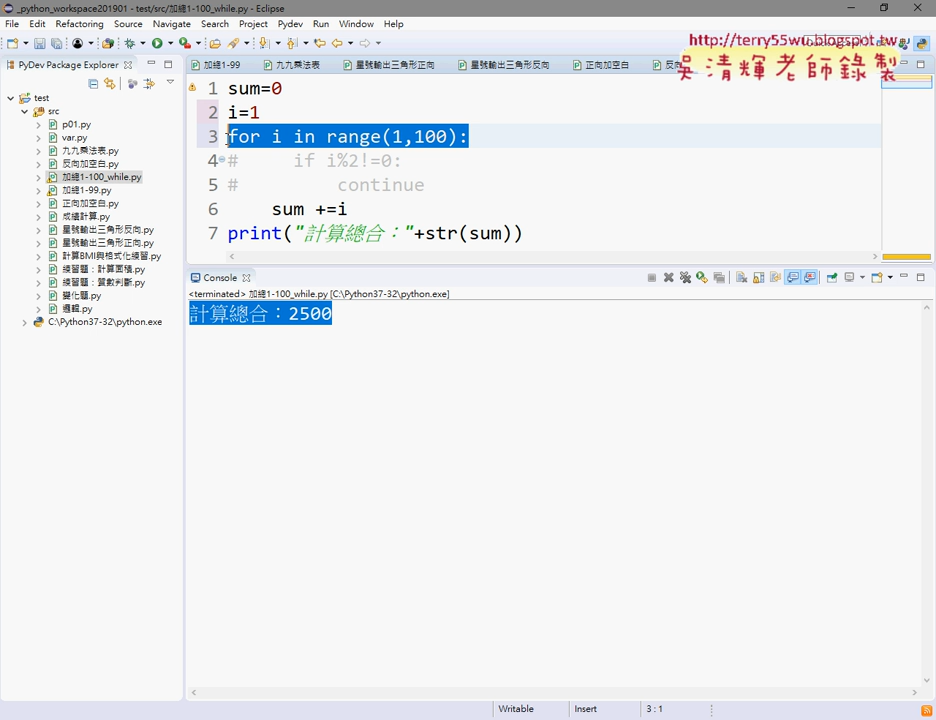 _python_workspace201901 - test/src/加總1-100_while.py - Eclipse
File Edit Refactoring Source Navigate Search Project Pydev Run Window Help
http://terry55wu.blogspot.tw
吳清輝老師錄製
PyDev Package Explorer
加總1-99 九九乘法表 星號輸出三角形正向 星號輸出三角形反向 正向加空白
test
src
p01.py
var.py
九九乘法表.py
反向加空白.py
加總1-100_while.py
加總1-99.py
正向加空白.py
成績計算.py
星號輸出三角形反向.py
星號輸出三角形正向.py
計算BMI與格式化練習.py
練習題：計算面積.py
練習題：質數判斷.py
變化題.py
邏輯.py
C:\Python37-32\python.exe
1 sum=0
2 i=1
3 for i in range(1,100):
4 # if i%2!=0:
5 # continue
6 sum +=i
7 print("計算總合："+str(sum))
Console
<terminated> 加總1-100_while.py [C:\Python37-32\python.exe]
計算總合：2500
Writable Insert 3 : 1